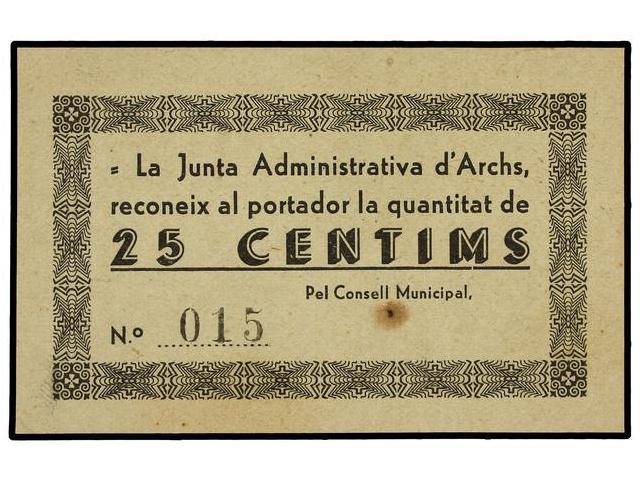 = La Junta Administrativa d'Archs,
reconeix al portador la quantitat de
25 CENTIMS
Pel Consell Municipal,
N.o 015